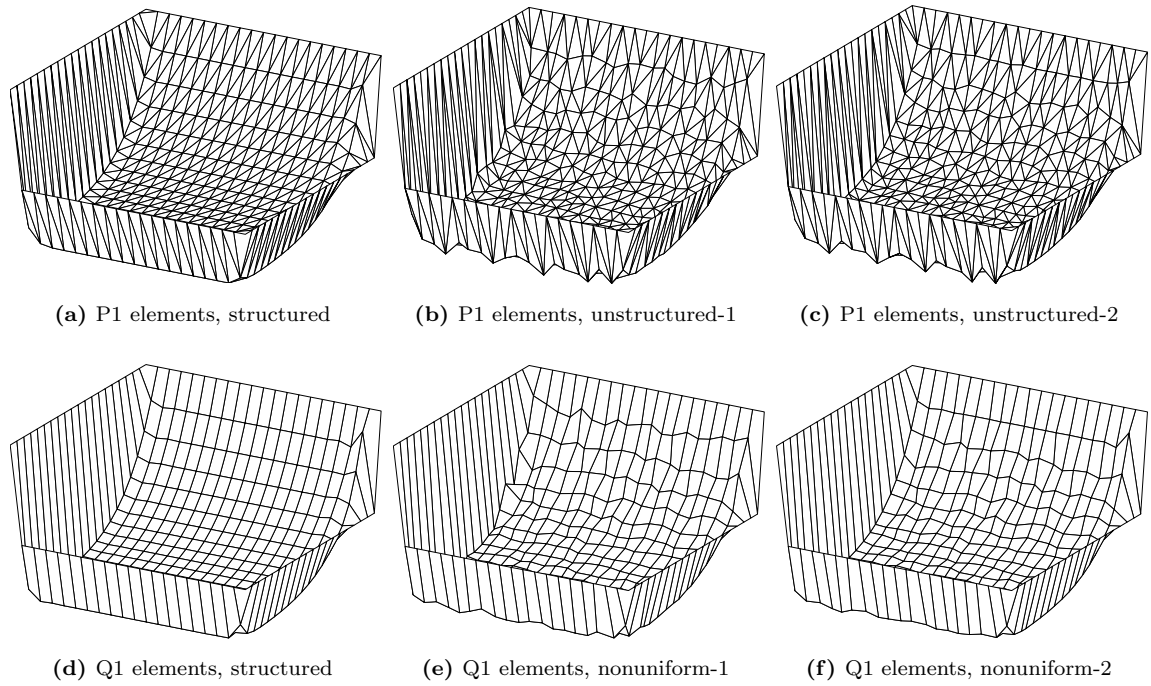 (a) P1 elements, structured
(b) P1 elements, unstructured-1
(c) P1 elements, unstructured-2
(d) Q1 elements, structured
(e) Q1 elements, nonuniform-1
(f) Q1 elements, nonuniform-2